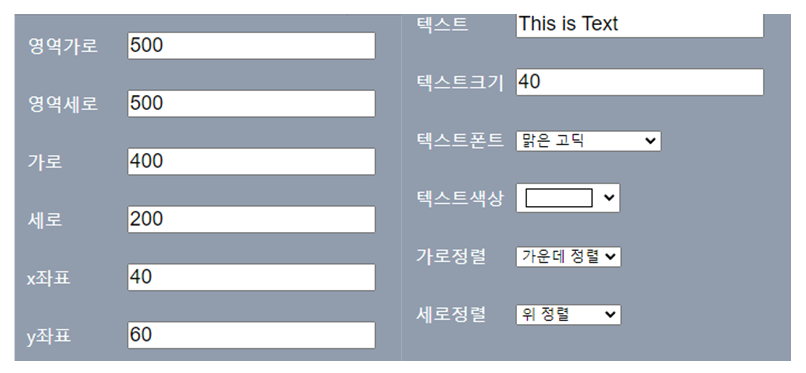 영역가로 500
영역세로 500
가로 400
세로 200
x좌표 40
y좌표 60
텍스트 This is Text
텍스트크기 40
텍스트폰트 맑은 고딕
텍스트색상
가로정렬 가운데 정렬
세로정렬 위 정렬